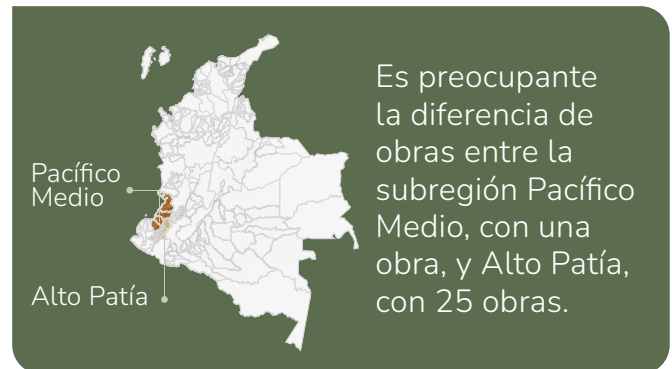 Pacífico
Medio
Alto Patía
Es preocupante
la diferencia de
obras entre la
subregión Pacífico
Medio, con una
obra, y Alto Patía,
con 25 obras.